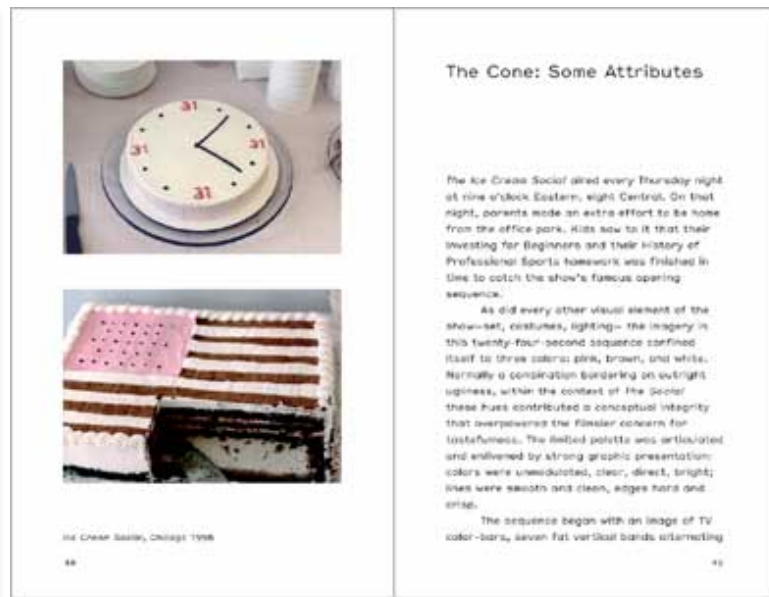 31
31
31
31
Ice Cream Social, Chicago 1998
The Cone: Some Attributes
The Ice Cream Social aired every Thursday night
at nine o'clock Eastern, eight Central. On that
night, parents made an extra effort to be home
from the office park. Kids saw to it that their
Investing for Beginners and their History of
Professional Sports homework was finished in
time to catch the show's famous opening
sequence.
As did every other visual element of the
show—set, costumes, lighting— the imagery in
this twenty-four-second sequence confined
itself to three colors: pink, brown, and white.
Normally a combination bordering on outright
ugliness, within the context of The Social
these hues contributed a conceptual integrity
that overpowered the flimsier concern for
tastefulness. The limited palette was articulated
and enlivened by strong graphic presentation:
colors were unmodulated, clear, direct, bright;
lines were smooth and clean, edges hard and
crisp.
The sequence began with an image of TV
color-bars, seven fat vertical bands alternating